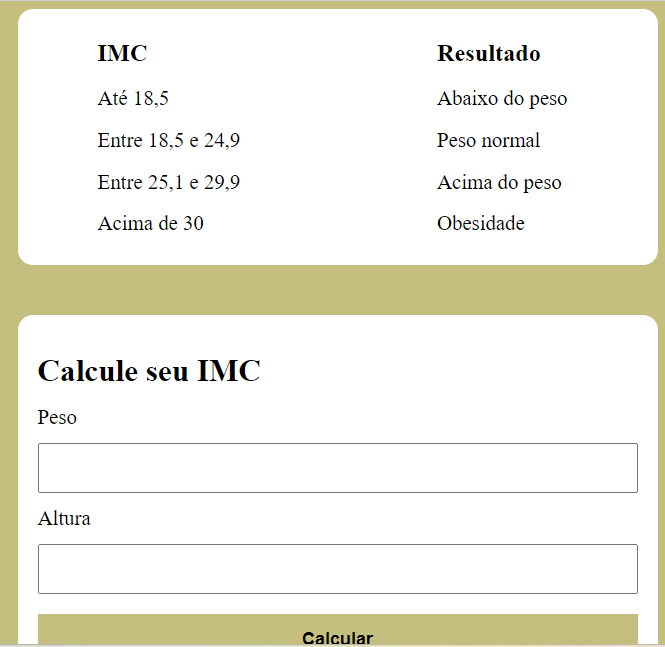 IMC Resultado
Até 18,5 Abaixo do peso
Entre 18,5 e 24,9 Peso normal
Entre 25,1 e 29,9 Acima do peso
Acima de 30 Obesidade
Calcule seu IMC
Peso
Altura
Calcular